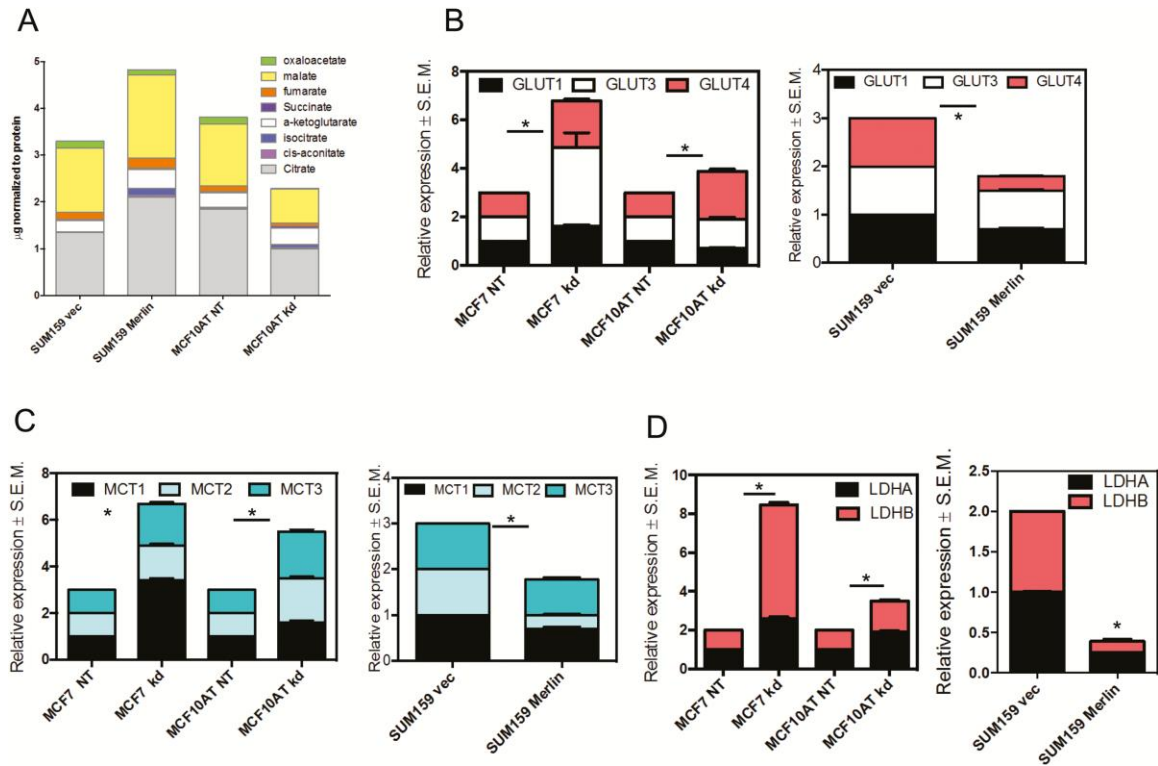 A
oxaloacetate
malate
fumarate
Succinate
a-ketoglutarate
isocitrate
cis-aconitate
Citrate
µg normalized to protein
5
4
3
2
1
0
SUM159 vec
SUM159 Merlin
MCF10AT NT
MCF10AT Kd
B
Relative expression ± S.E.M.
8
6
4
2
0
GLUT1 GLUT3 GLUT4
*
*
MCF7 NT
MCF7 kd
MCF10AT NT
MCF10AT kd
Relative expression ± S.E.M.
4
3
2
1
0
GLUT1 GLUT3 GLUT4
*
SUM159 vec
SUM159 Merlin
C
Relative expression ± S.E.M.
8
6
4
2
0
MCT1 MCT2 MCT3
*
*
MCF7 NT
MCF7 kd
MCF10AT NT
MCF10AT kd
Relative expression ± S.E.M.
4
3
2
1
0
MCT1 MCT2 MCT3
*
SUM159 vec
SUM159 Merlin
D
Relative expression ± S.E.M.
10
8
6
4
2
0
*
LDHA
LDHB
*
MCF7 NT
MCF7 kd
MCF10AT NT
MCF10AT kd
Relative expression ± S.E.M.
2.5
2.0
1.5
1.0
0.5
0.0
LDHA
LDHB
*
SUM159 vec
SUM159 Merlin